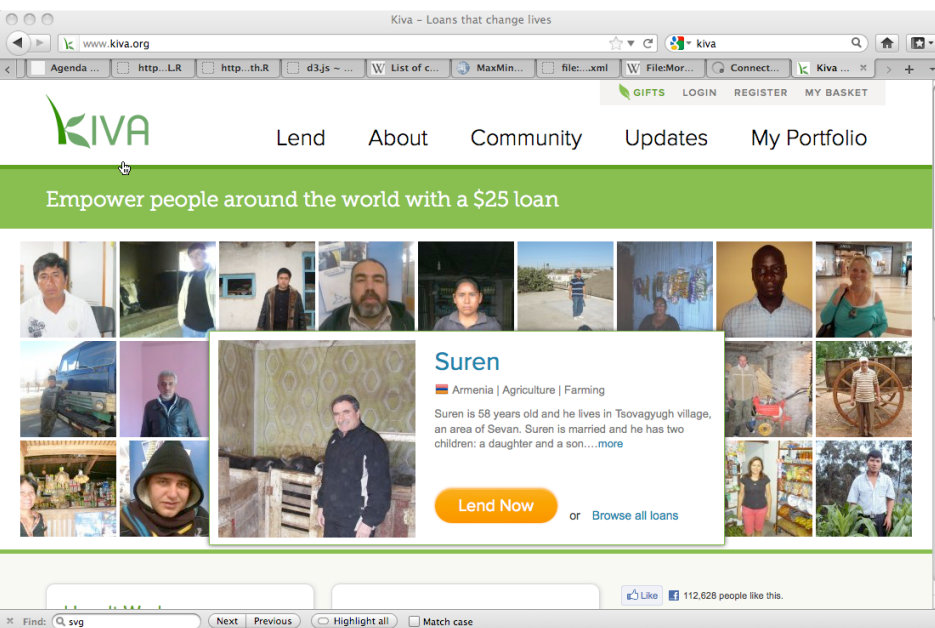 Kiva – Loans that change lives
www.kiva.org
kiva
Agenda ...
http...L.R
http...th.R
d3.js ~ ...
List of c...
MaxMin...
file:...xml
File:Mor...
Connect...
Kiva ...
GIFTS LOGIN REGISTER MY BASKET
KIVA
Lend About Community Updates My Portfolio
Empower people around the world with a $25 loan
Suren
Armenia | Agriculture | Farming
Suren is 58 years old and he lives in Tsovagyugh village,
an area of Sevan. Suren is married and he has two
children: a daughter and a son....more
Lend Now or Browse all loans
Like 112,628 people like this.
Find: svg Next Previous Highlight all Match case